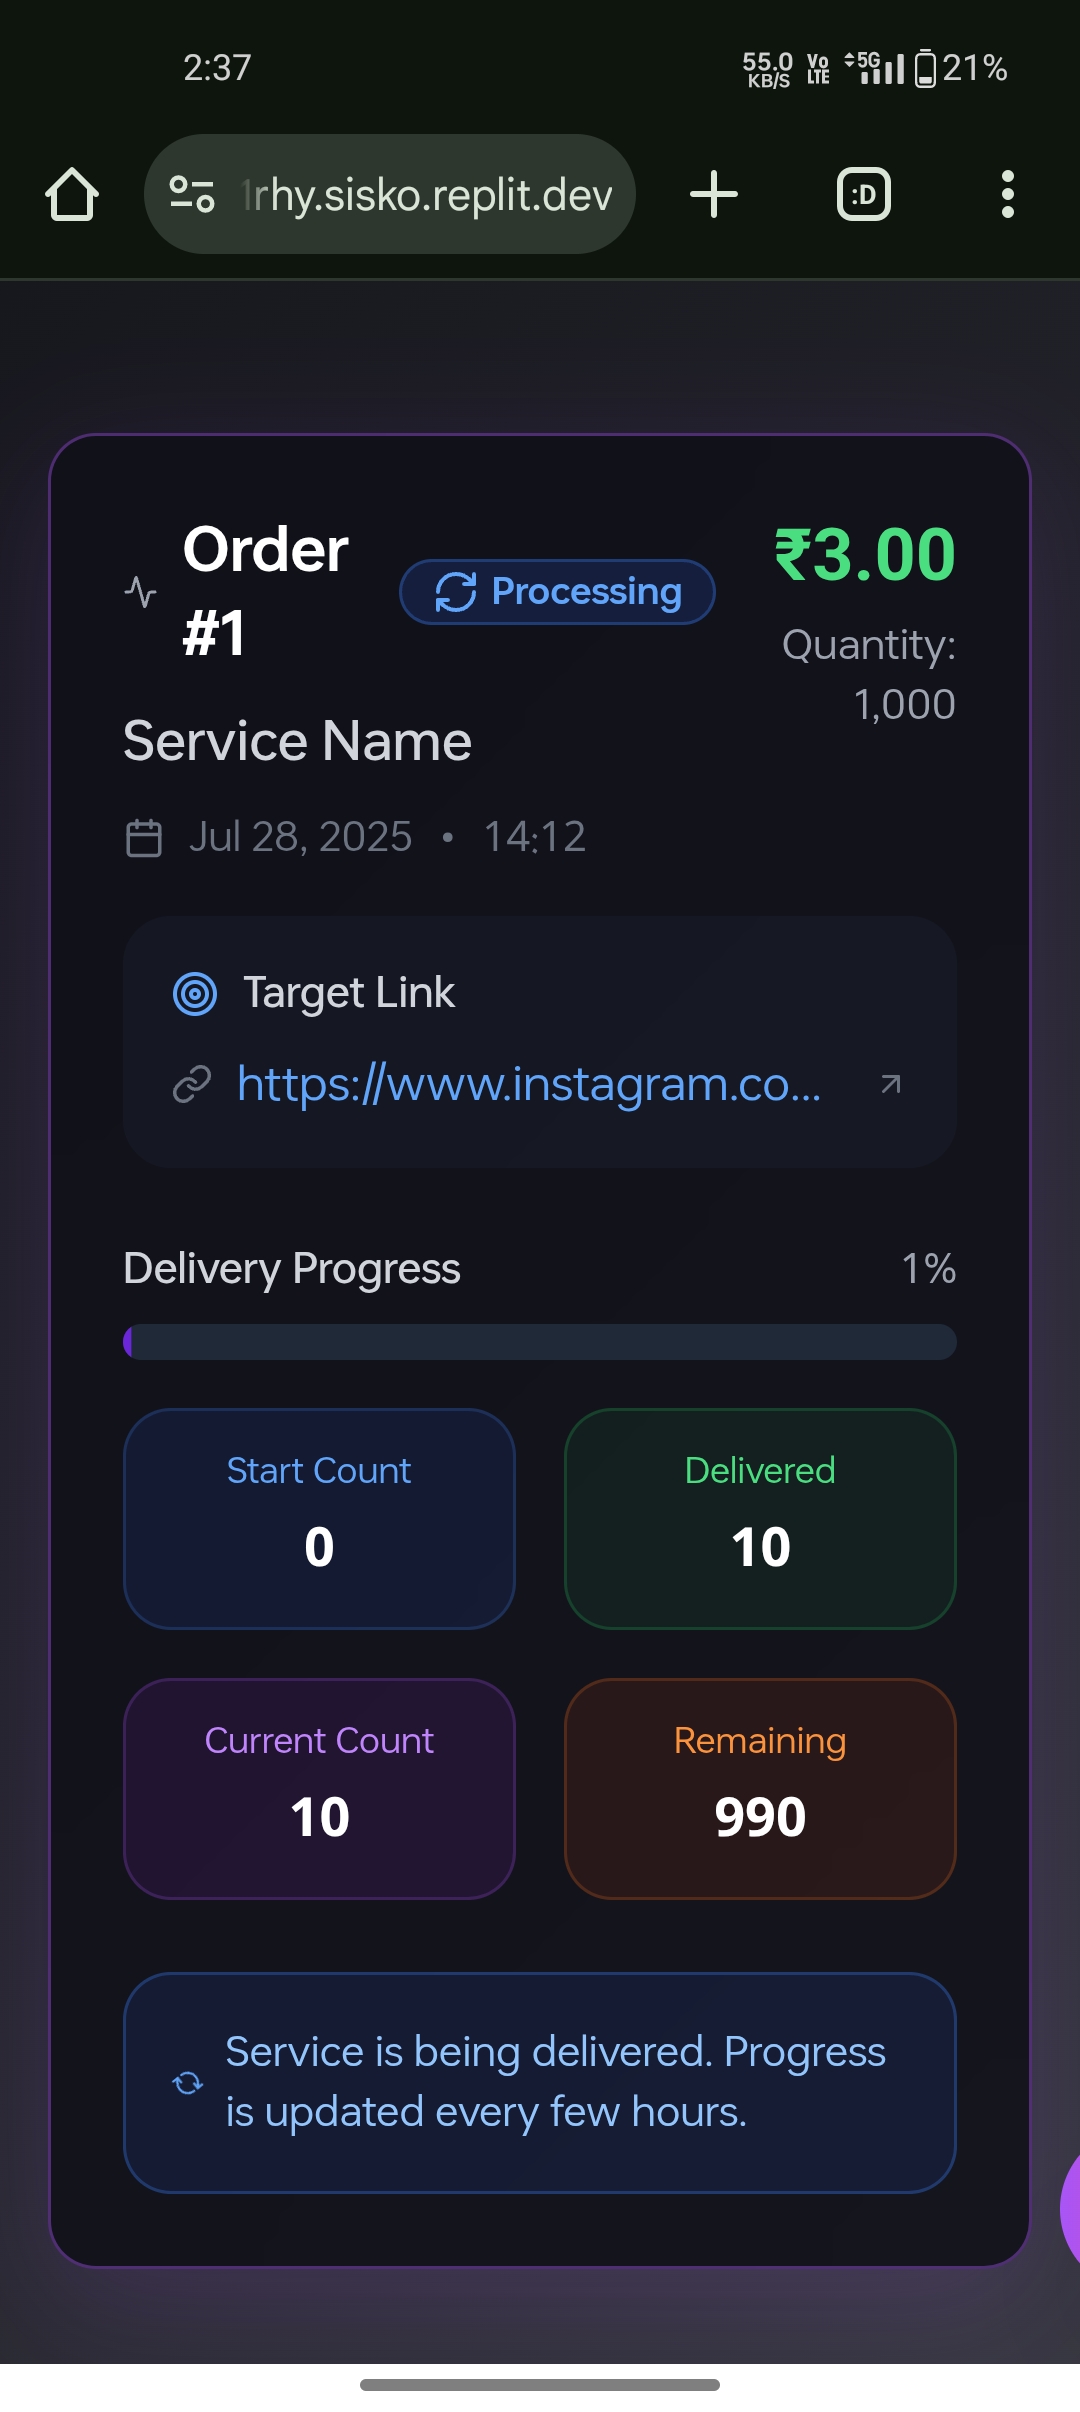 2:37
55.0
KB/S
Vo
LTE
5G
21%
1rhy.sisko.replit.dev
:D
Order
#1
Processing
₹3.00
Quantity:
1,000
Service Name
Jul 28, 2025 • 14:12
Target Link
https://www.instagram.co...
Delivery Progress
1%
Start Count
0
Delivered
10
Current Count
10
Remaining
990
Service is being delivered. Progress
is updated every few hours.